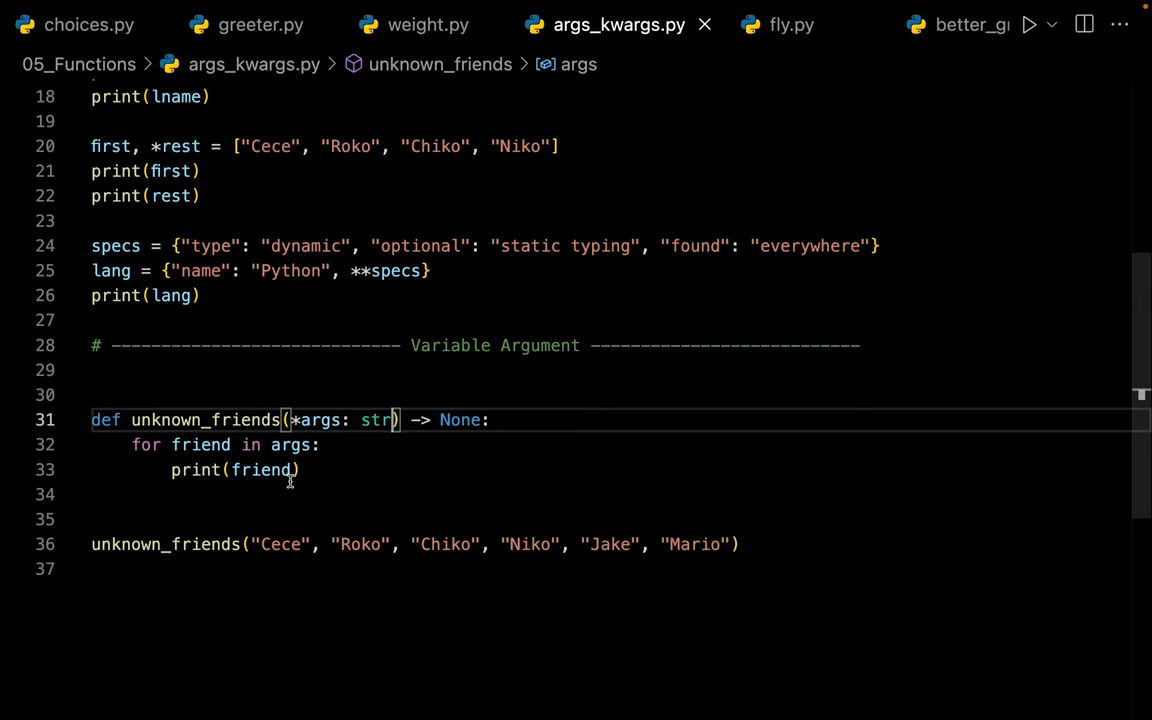 choices.py greeter.py weight.py args_kwargs.py fly.py better_g
05_Functions > args_kwargs.py > unknown_friends > args
18 print(lname)
19
20 first, *rest = ["Cece", "Roko", "Chiko", "Niko"]
21 print(first)
22 print(rest)
23
24 specs = {"type": "dynamic", "optional": "static typing", "found": "everywhere"}
25 lang = {"name": "Python", **specs}
26 print(lang)
27
28 # ----------------------------- Variable Argument ---------------------------
29
30
31 def unknown_friends(*args: str) -> None:
32     for friend in args:
33         print(friend)
34
35
36 unknown_friends("Cece", "Roko", "Chiko", "Niko", "Jake", "Mario")
37